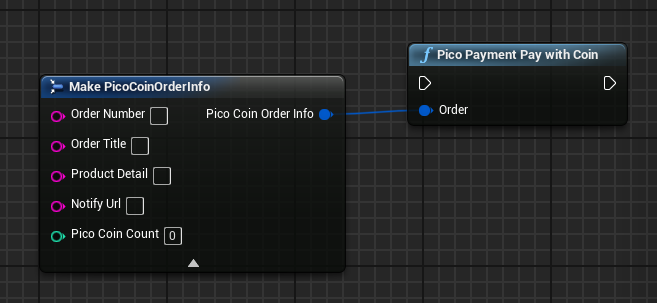 f Pico Payment Pay with Coin
Make PicoCoinOrderInfo
Order Number
Pico Coin Order Info
Order
Order Title
Product Detail
Notify Url
Pico Coin Count 0